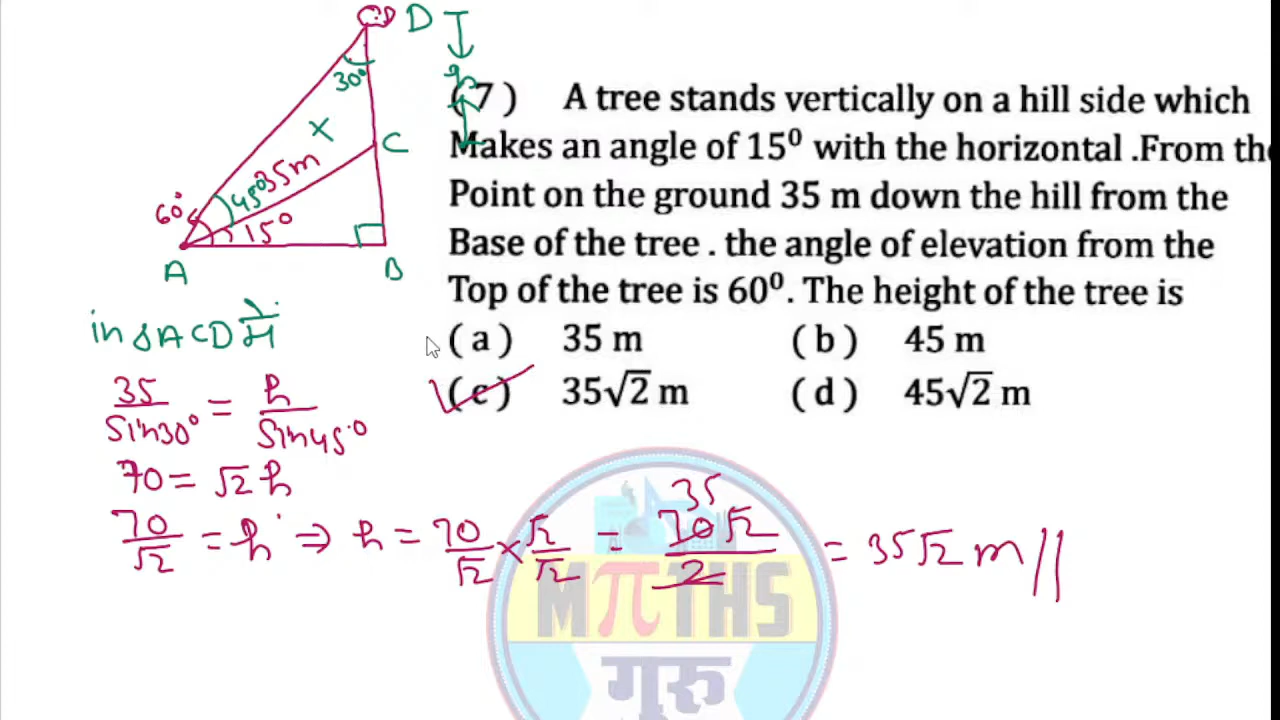 D
30°
h
x
C
35m
45°
60°
15°
A
B
(7) A tree stands vertically on a hill side which
Makes an angle of 15⁰ with the horizontal .From the
Point on the ground 35 m down the hill from the
Base of the tree . the angle of elevation from the
Top of the tree is 60⁰. The height of the tree is
(a) 35 m (b) 45 m
(c) 35√2 m (d) 45√2 m
in ΔACD में
35/Sin30° = h/Sin45°
70 = √2 h
70/√2 = h ⇒ h = 70/√2 × √2/√2 = 70√2/2 = 35√2 m //
35
MπTHS
गुरु